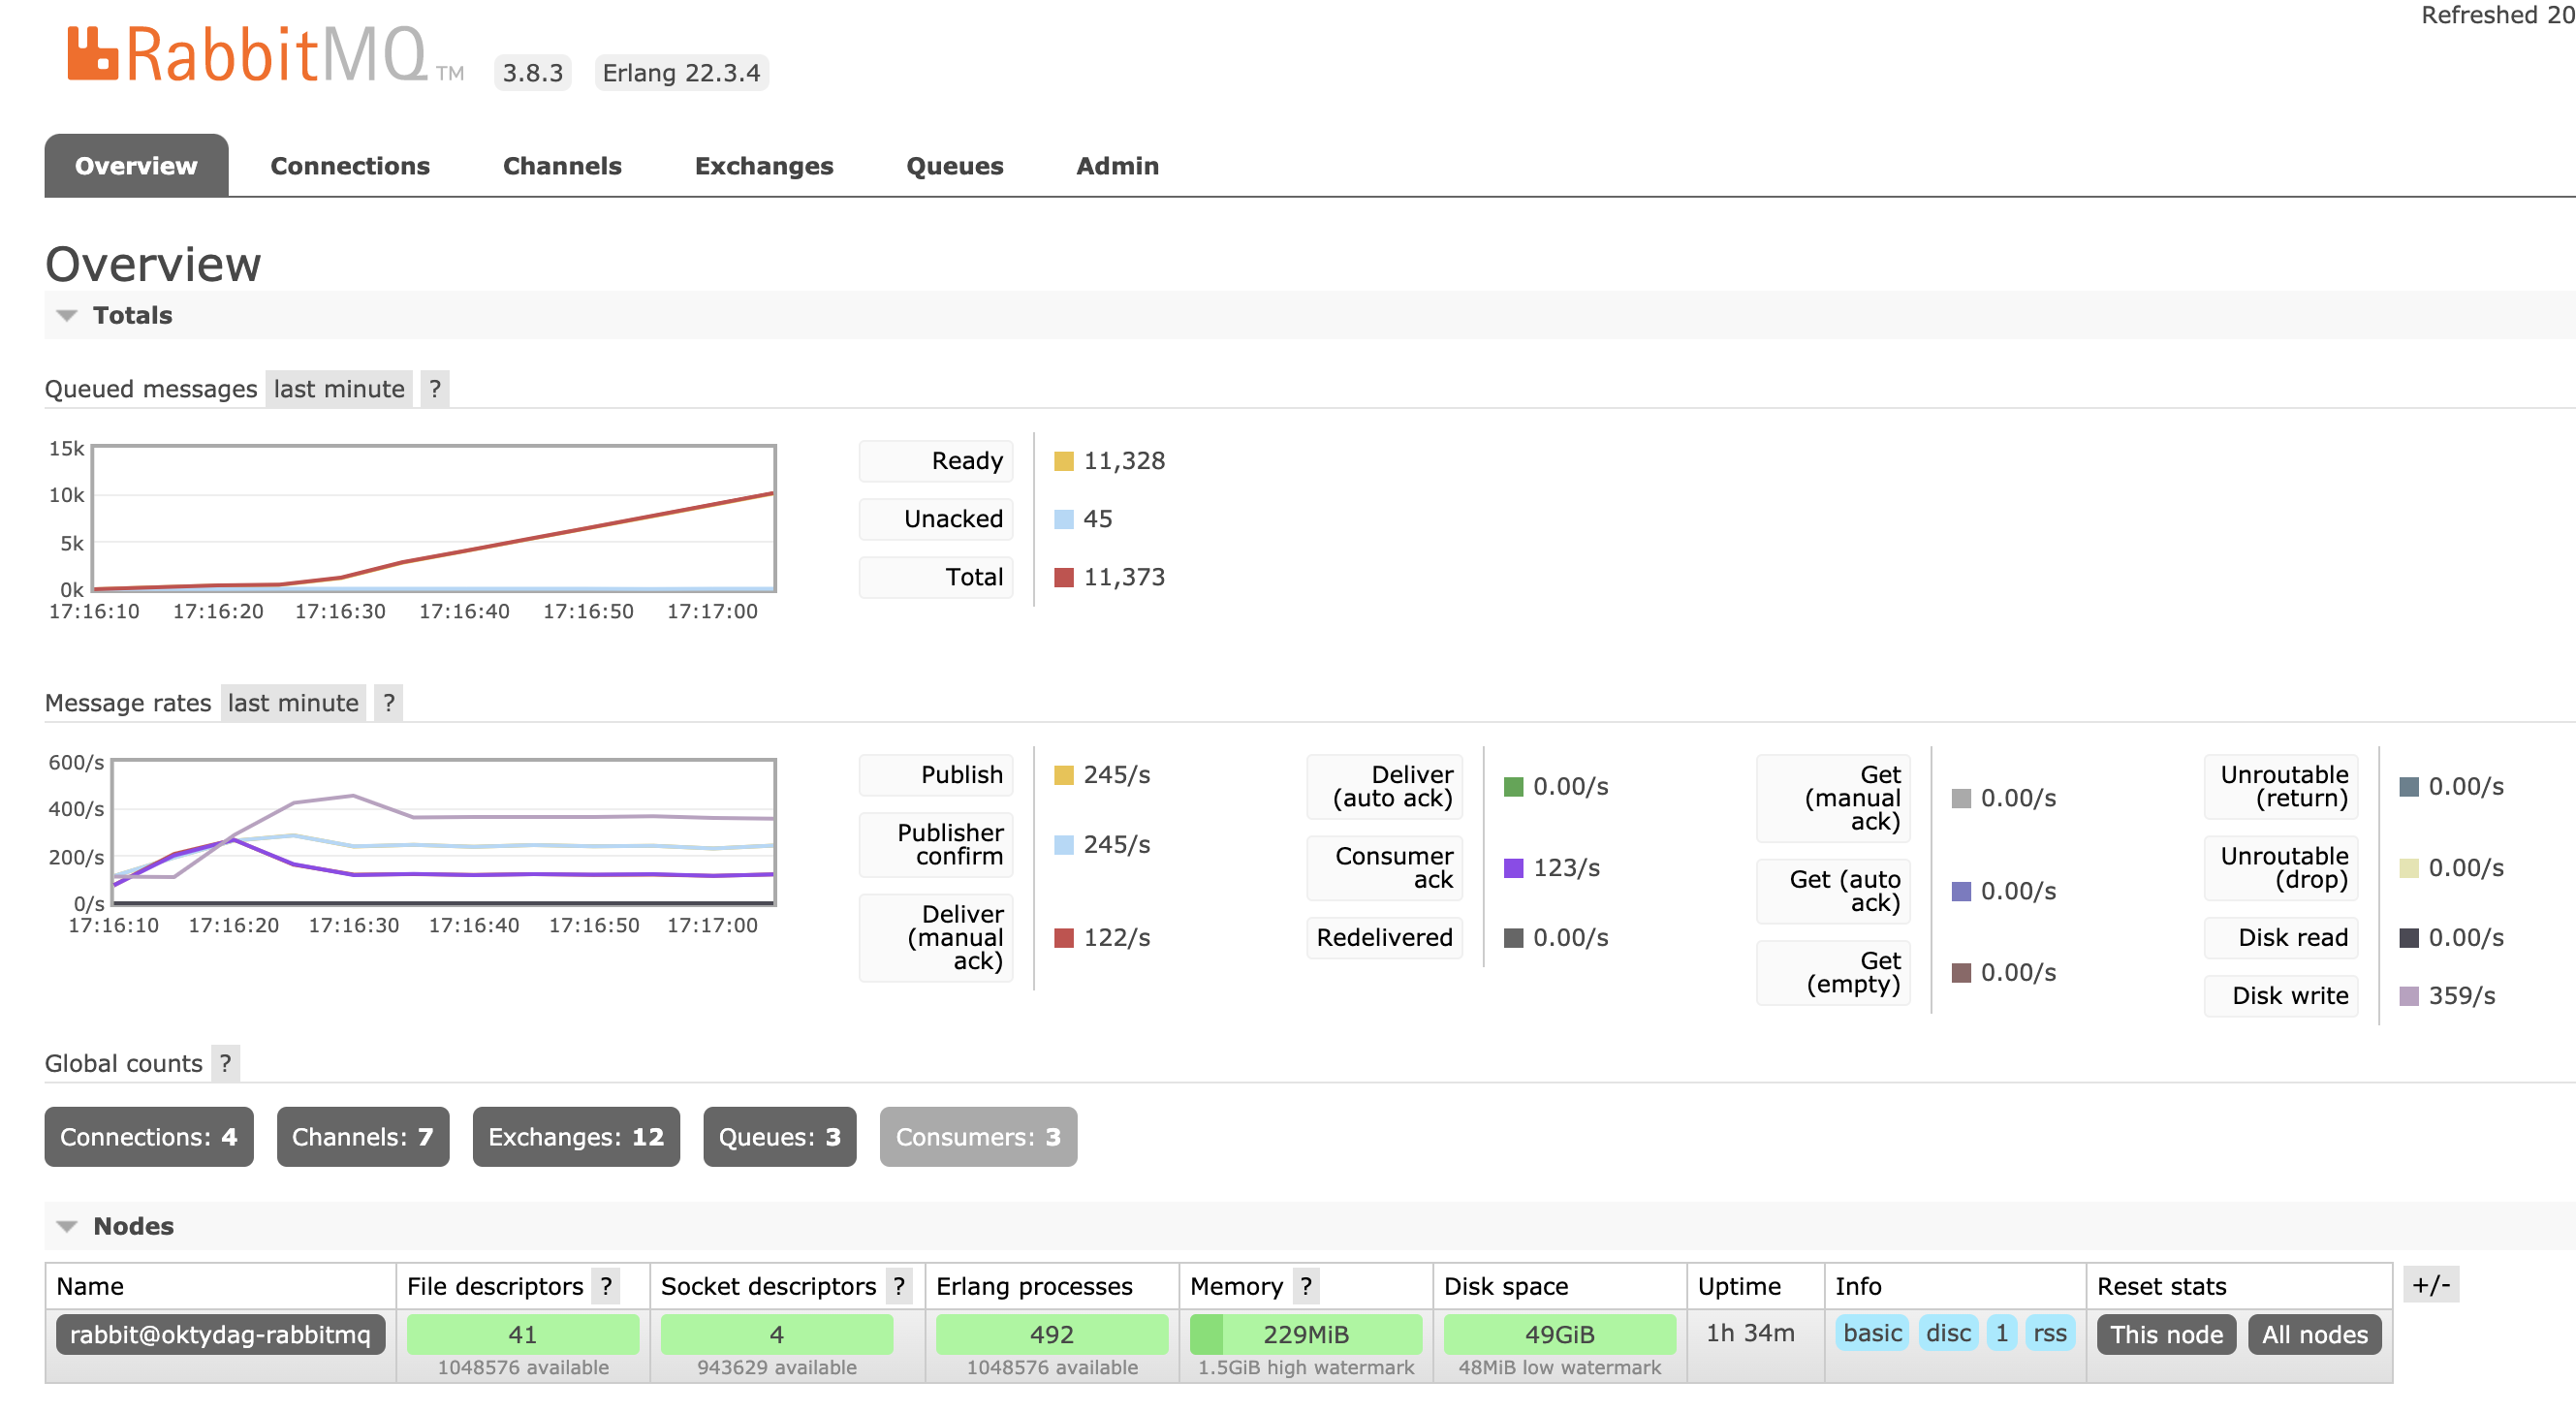 Refreshed 20
RabbitMQ TM 3.8.3 Erlang 22.3.4
Overview Connections Channels Exchanges Queues Admin
Overview
Totals
Queued messages last minute ?
15k
10k
5k
0k
17:16:10 17:16:20 17:16:30 17:16:40 17:16:50 17:17:00
Ready 11,328
Unacked 45
Total 11,373
Message rates last minute ?
600/s
400/s
200/s
0/s
17:16:10 17:16:20 17:16:30 17:16:40 17:16:50 17:17:00
Publish 245/s
Publisher
confirm 245/s
Deliver
(manual
ack) 122/s
Deliver
(auto ack) 0.00/s
Consumer
ack 123/s
Redelivered 0.00/s
Get
(manual
ack) 0.00/s
Get (auto
ack) 0.00/s
Get
(empty) 0.00/s
Unroutable
(return) 0.00/s
Unroutable
(drop) 0.00/s
Disk read 0.00/s
Disk write 359/s
Global counts ?
Connections: 4 Channels: 7 Exchanges: 12 Queues: 3 Consumers: 3
Nodes
Name File descriptors ? Socket descriptors ? Erlang processes Memory ? Disk space Uptime Info Reset stats +/-
rabbit@oktydag-rabbitmq 41 4 492 229MiB 49GiB 1h 34m basic disc 1 rss This node All nodes
1048576 available 943629 available 1048576 available 1.5GiB high watermark 48MiB low watermark